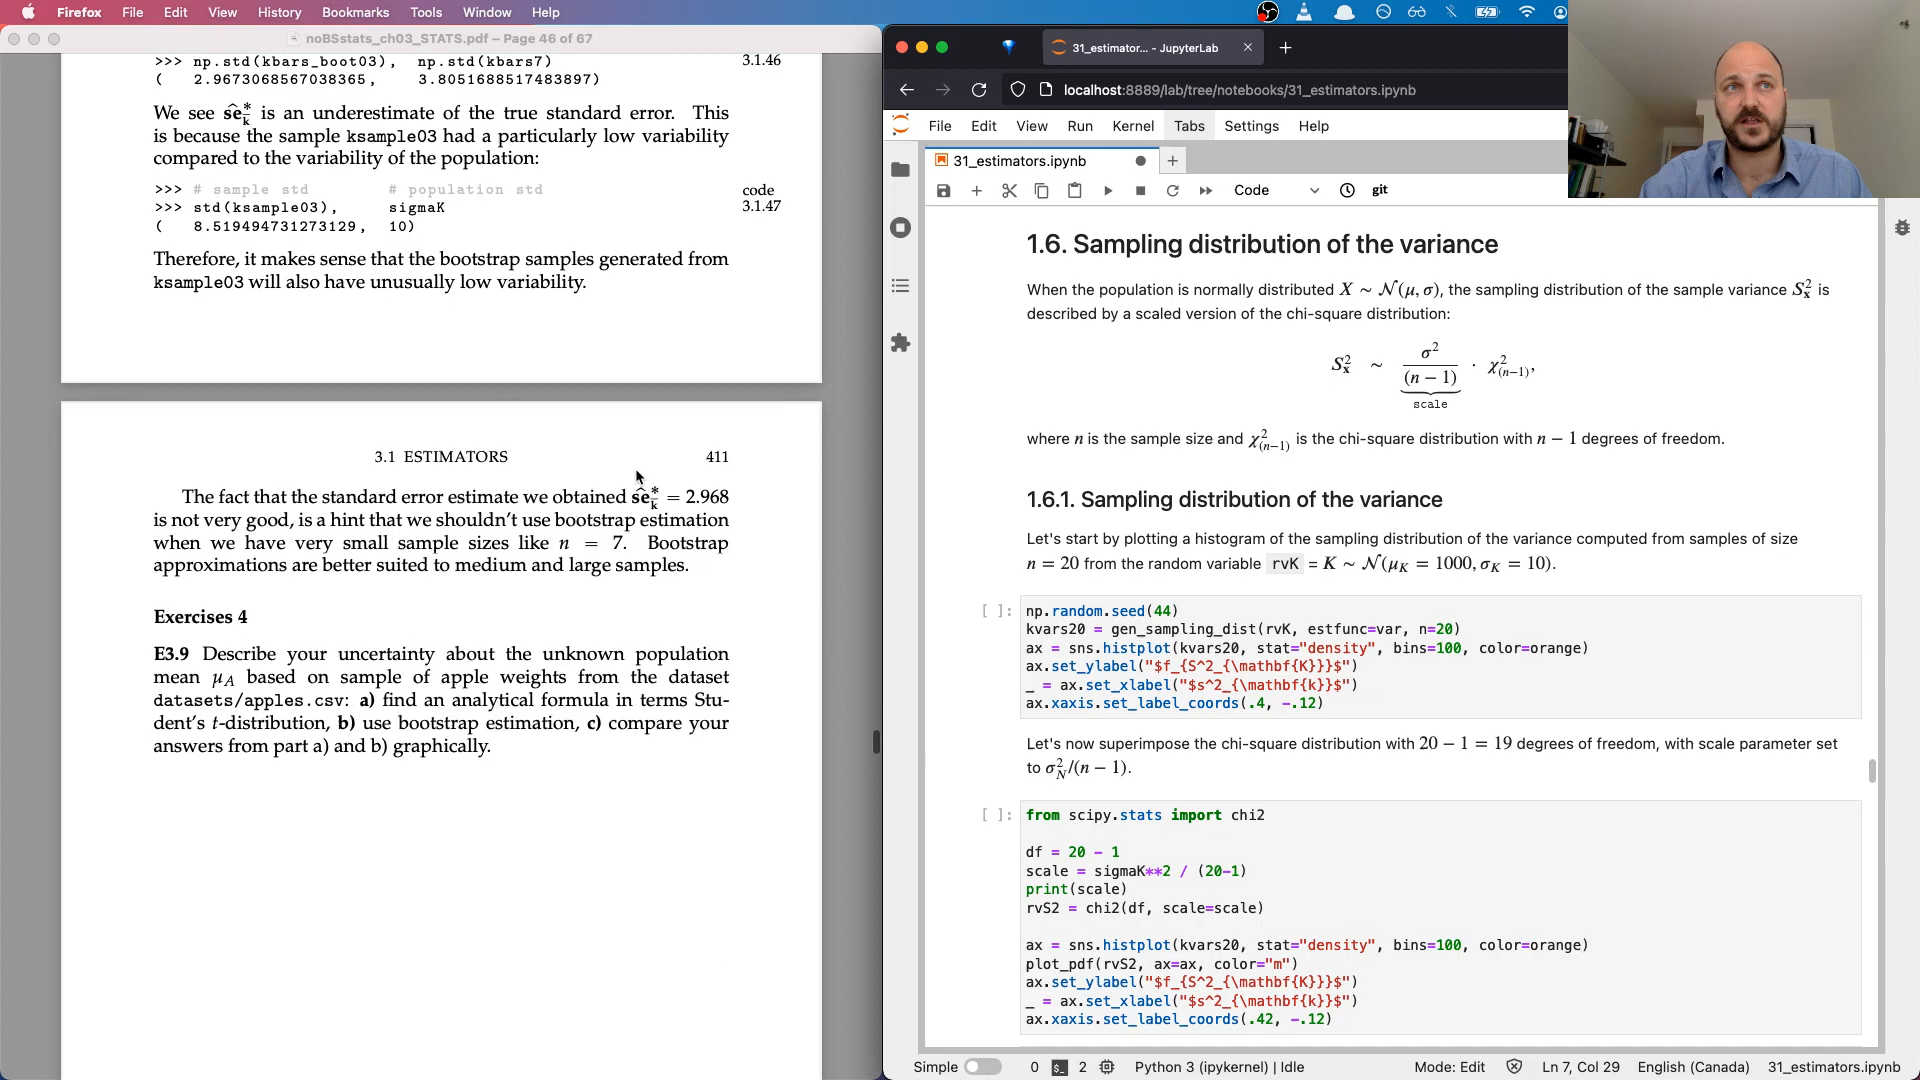 Firefox File Edit View History Bookmarks Tools Window Help
noBSstats_ch03_STATS.pdf – Page 46 of 67
>>> np.std(kbars_boot03), np.std(kbars7) 3.1.46
( 2.9673068567038365, 3.8051688517483897)
We see s͡e*k̄ is an underestimate of the true standard error. This
is because the sample ksample03 had a particularly low variability
compared to the variability of the population:
>>> # sample std # population std code
>>> std(ksample03), sigmaK 3.1.47
( 8.519494731273129, 10)
Therefore, it makes sense that the bootstrap samples generated from
ksample03 will also have unusually low variability.
3.1 ESTIMATORS 411
The fact that the standard error estimate we obtained ŝe*k̄ = 2.968
is not very good, is a hint that we shouldn't use bootstrap estimation
when we have very small sample sizes like n = 7. Bootstrap
approximations are better suited to medium and large samples.
Exercises 4
E3.9 Describe your uncertainty about the unknown population
mean μA based on sample of apple weights from the dataset
datasets/apples.csv: a) find an analytical formula in terms Stu-
dent's t-distribution, b) use bootstrap estimation, c) compare your
answers from part a) and b) graphically.
31_estimator... - JupyterLab
localhost:8889/lab/tree/notebooks/31_estimators.ipynb
File Edit View Run Kernel Tabs Settings Help
31_estimators.ipynb
Code git
1.6. Sampling distribution of the variance
When the population is normally distributed X ∼ N(μ, σ), the sampling distribution of the sample variance S²x is
described by a scaled version of the chi-square distribution:
S²x ∼ σ²/(n − 1) · χ²(n−1),
scale
where n is the sample size and χ²(n−1) is the chi-square distribution with n − 1 degrees of freedom.
1.6.1. Sampling distribution of the variance
Let's start by plotting a histogram of the sampling distribution of the variance computed from samples of size
n = 20 from the random variable rvK = K ∼ N(μK = 1000, σK = 10).
[ ]: np.random.seed(44)
kvars20 = gen_sampling_dist(rvK, estfunc=var, n=20)
ax = sns.histplot(kvars20, stat="density", bins=100, color=orange)
ax.set_ylabel("$f_{S^2_{\mathbf{K}}}$")
_ = ax.set_xlabel("$s^2_{\mathbf{k}}$")
ax.xaxis.set_label_coords(.4, -.12)
Let's now superimpose the chi-square distribution with 20 − 1 = 19 degrees of freedom, with scale parameter set
to σ²N/(n − 1).
[ ]: from scipy.stats import chi2
df = 20 - 1
scale = sigmaK**2 / (20-1)
print(scale)
rvS2 = chi2(df, scale=scale)
ax = sns.histplot(kvars20, stat="density", bins=100, color=orange)
plot_pdf(rvS2, ax=ax, color="m")
ax.set_ylabel("$f_{S^2_{\mathbf{K}}}$")
_ = ax.set_xlabel("$s^2_{\mathbf{k}}$")
ax.xaxis.set_label_coords(.42, -.12)
Simple 0 2 Python 3 (ipykernel) | Idle Mode: Edit Ln 7, Col 29 English (Canada) 31_estimators.ipynb